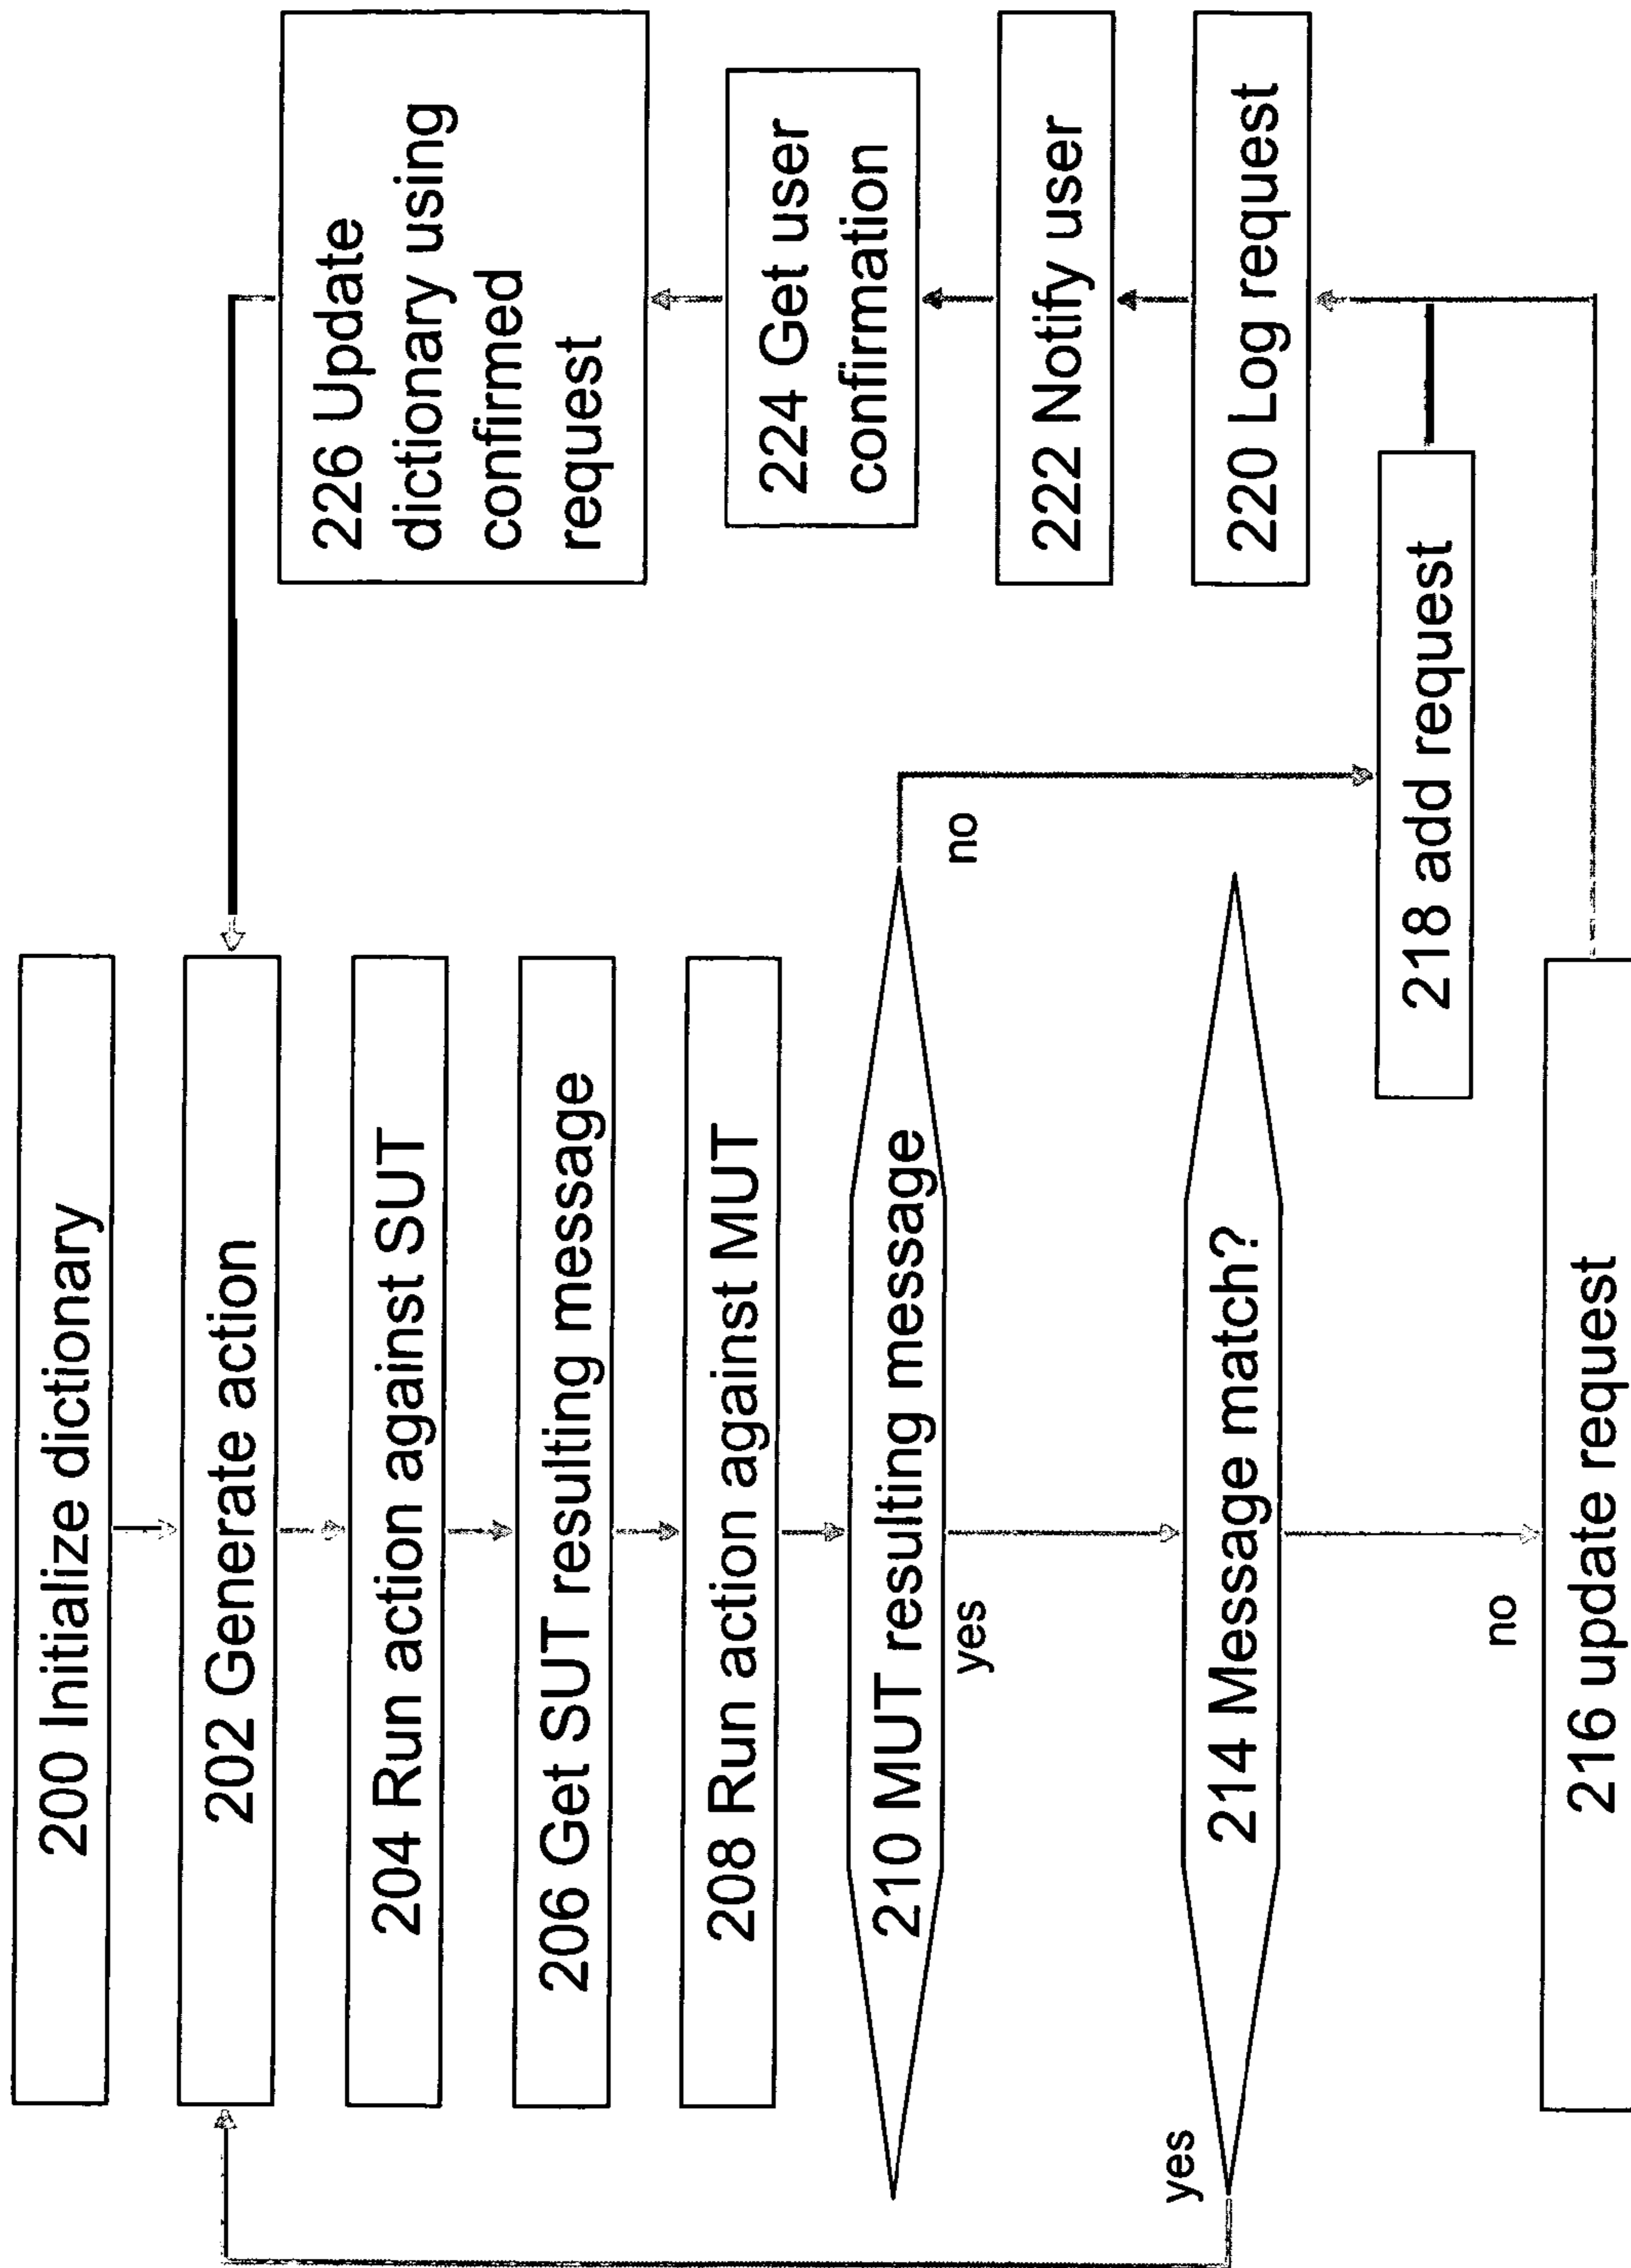 200 Initialize dictionary
202 Generate action
204 Run action against SUT
206 Get SUT resulting message
208 Run action against MUT
210 MUT resulting message
yes
no
214 Message match?
yes
no
216 update request
218 add request
220 Log request
222 Notify user
224 Get user
confirmation
226 Update
dictionary using
confirmed
request